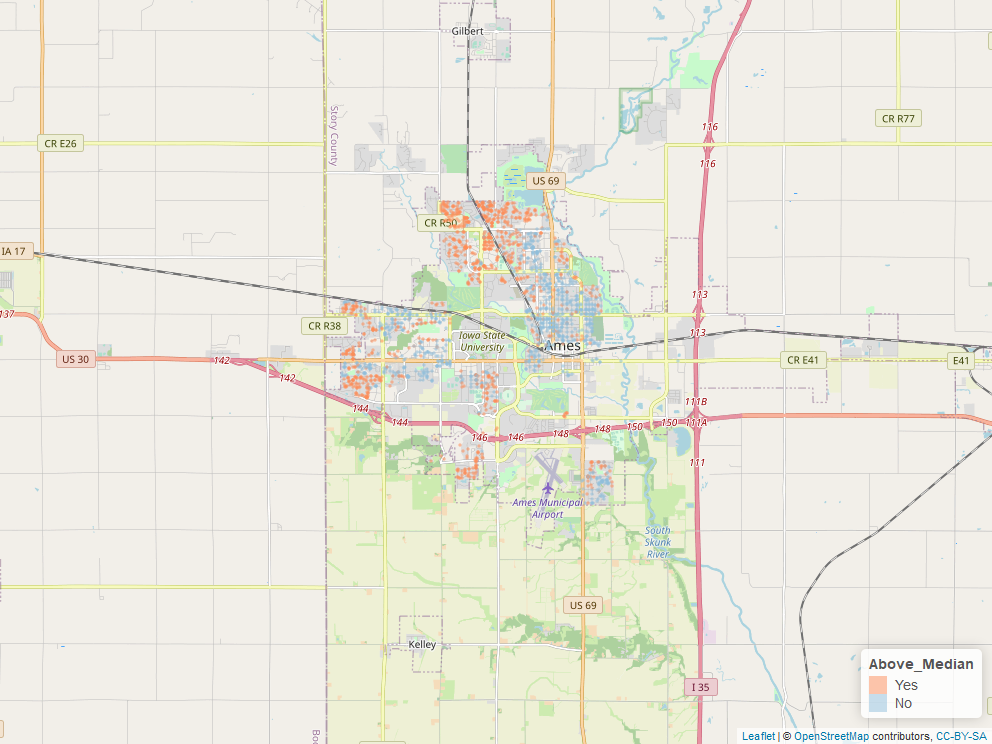 Gilbert
116
CR R77
Story County
CR E26
116
US 69
CR R50
IA 17
113
137
CR R38
113
Iowa State
University
Ames
US 30
142
CR E41
E41
142
111B
144
144
150
111A
148
150
146
146
148
111
Ames Municipal
Airport
South
Skunk
River
US 69
Kelley
Above_Median
Yes
I 35
No
Boo
Leaflet | © OpenStreetMap contributors, CC-BY-SA